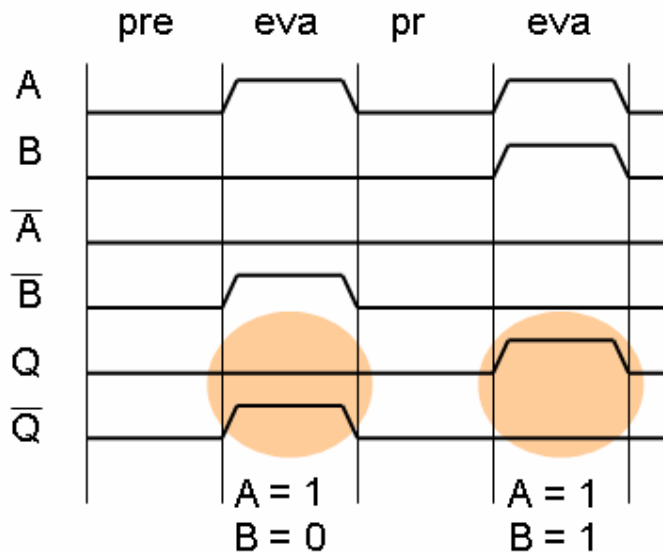 pre eva pr eva
A
B
A̅
B̅
Q
Q̅
A = 1 A = 1
B = 0 B = 1